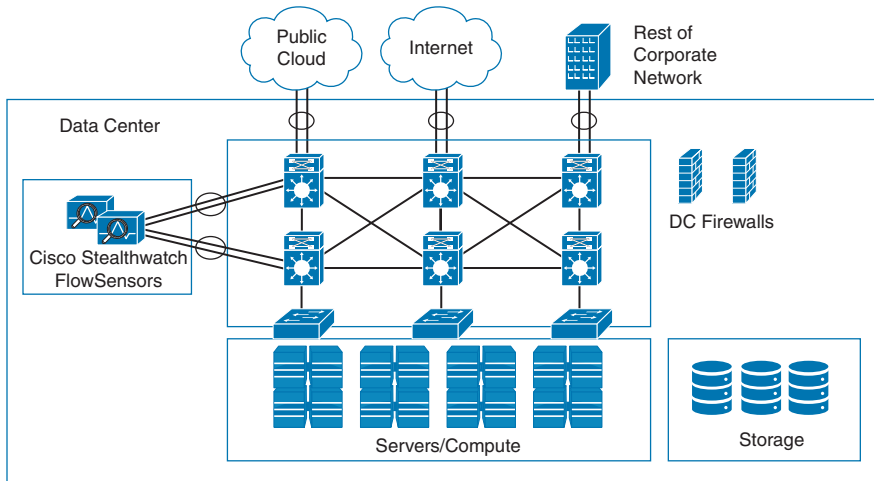 Public
Cloud
Internet
Rest of
Corporate
Network
Data Center
DC Firewalls
Cisco Stealthwatch
FlowSensors
Servers/Compute
Storage